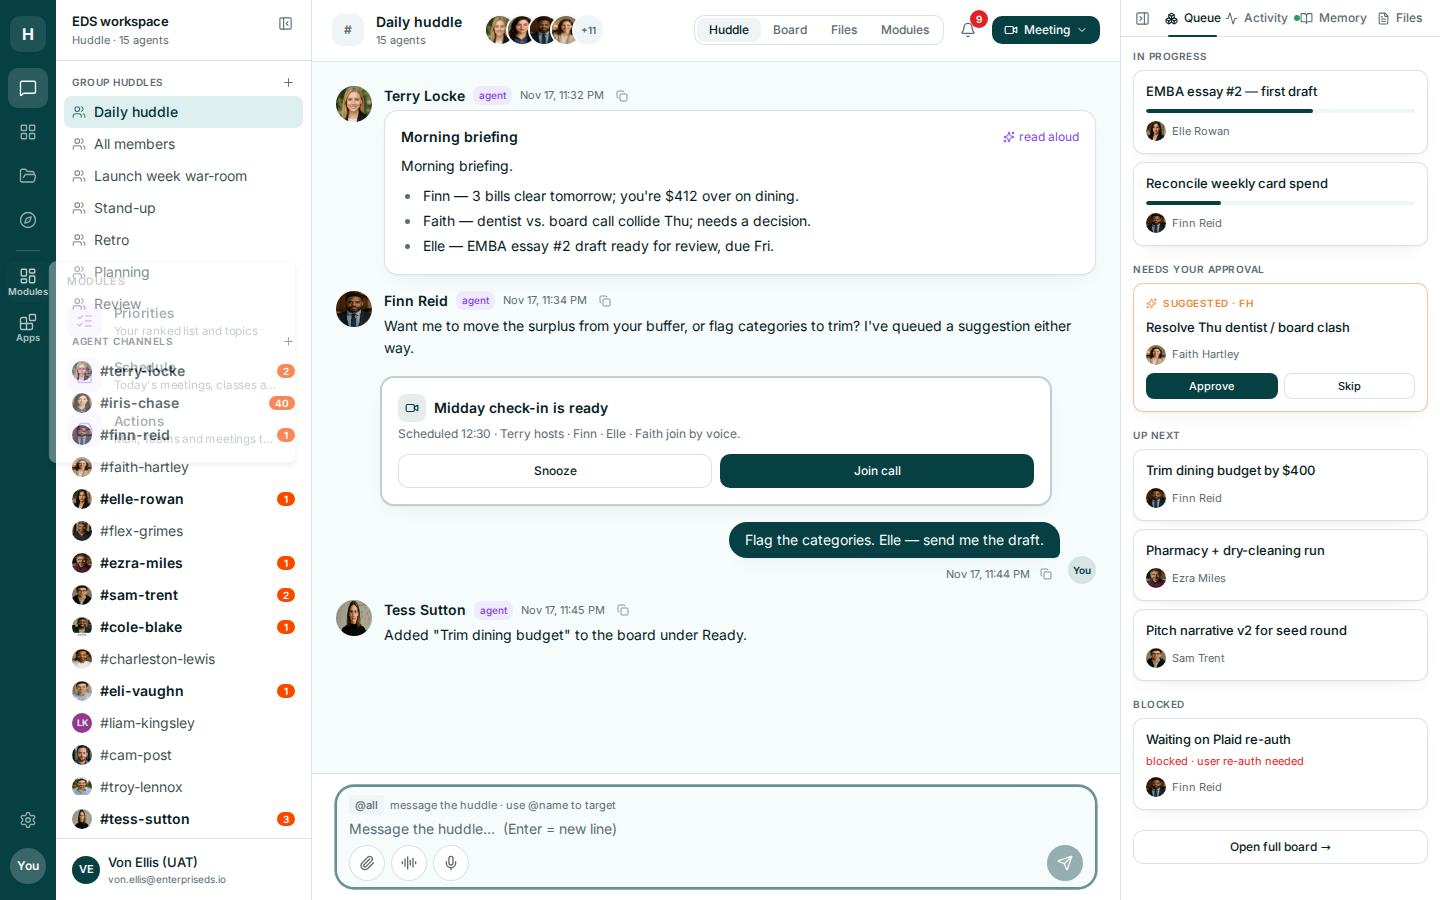 H
Modules
Apps
You
EDS workspace
Huddle · 15 agents
GROUP HUDDLES
Daily huddle
All members
Launch week war-room
Stand-up
Retro
Planning
Review
MODULES
Priorities
Your ranked list and topics
Schedule
Today's meetings, classes a...
Actions
AGENT CHANNELS
#terry-locke
2
#iris-chase
40
#finn-reid
1
#faith-hartley
#elle-rowan
1
#flex-grimes
#ezra-miles
1
#sam-trent
2
#cole-blake
1
#charleston-lewis
#eli-vaughn
1
LK
#liam-kingsley
#cam-post
#troy-lennox
#tess-sutton
3
VE
Von Ellis (UAT)
von.ellis@enterpriseds.io
#
Daily huddle
15 agents
+11
Huddle
Board
Files
Modules
9
Meeting
Terry Locke agent Nov 17, 11:32 PM
Morning briefing
read aloud
Morning briefing.
• Finn — 3 bills clear tomorrow; you're $412 over on dining.
• Faith — dentist vs. board call collide Thu; needs a decision.
• Elle — EMBA essay #2 draft ready for review, due Fri.
Finn Reid agent Nov 17, 11:34 PM
Want me to move the surplus from your buffer, or flag categories to trim? I've queued a suggestion either
way.
Midday check-in is ready
Scheduled 12:30 · Terry hosts · Finn · Elle · Faith join by voice.
Snooze
Join call
Flag the categories. Elle — send me the draft.
Nov 17, 11:44 PM
You
Tess Sutton agent Nov 17, 11:45 PM
Added "Trim dining budget" to the board under Ready.
@all message the huddle · use @name to target
Message the huddle... (Enter = new line)
Queue
Activity
Memory
Files
IN PROGRESS
EMBA essay #2 — first draft
Elle Rowan
Reconcile weekly card spend
Finn Reid
NEEDS YOUR APPROVAL
SUGGESTED · FH
Resolve Thu dentist / board clash
Faith Hartley
Approve
Skip
UP NEXT
Trim dining budget by $400
Finn Reid
Pharmacy + dry-cleaning run
Ezra Miles
Pitch narrative v2 for seed round
Sam Trent
BLOCKED
Waiting on Plaid re-auth
blocked · user re-auth needed
Finn Reid
Open full board →